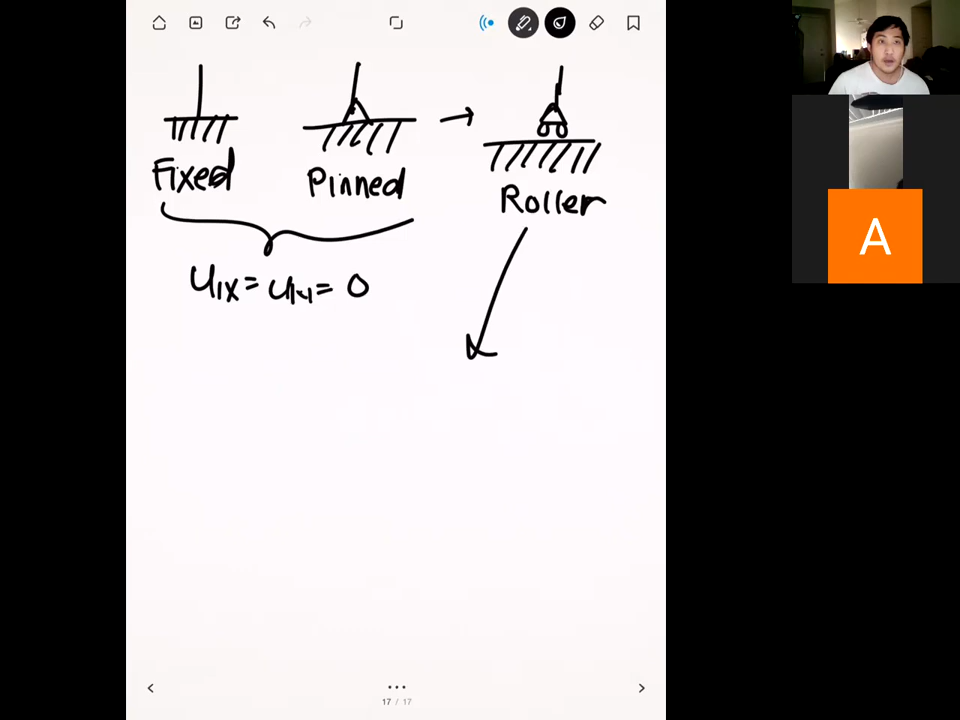 Fixed
Pinned
Roller
u1x = u1y = 0
17 / 17
A